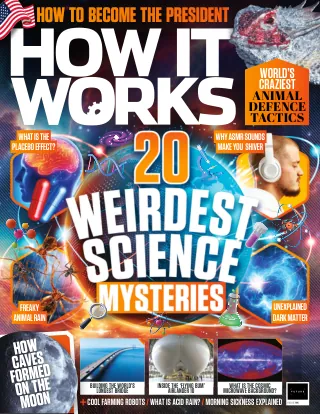 HOW TO BECOME THE PRESIDENT
HOW IT
WORKS
WORLD'S
CRAZIEST
ANIMAL
DEFENCE
TACTICS
WHAT IS THE
PLACEBO EFFECT?
WHY ASMR SOUNDS
MAKE YOU SHIVER
20
WEIRDEST
SCIENCE
MYSTERIES
FREAKY
ANIMAL RAIN
UNEXPLAINED
DARK MATTER
HOW
CAVES
FORMED
ON THE
MOON
BUILDING THE WORLD'S
LONGEST BRIDGE
INSIDE THE 'FLYING BUM'
AIRLANDER 10
WHAT IS THE COSMIC
MICROWAVE BACKGROUND?
+ COOL FARMING ROBOTS / WHAT IS ACID RAIN? / MORNING SICKNESS EXPLAINED